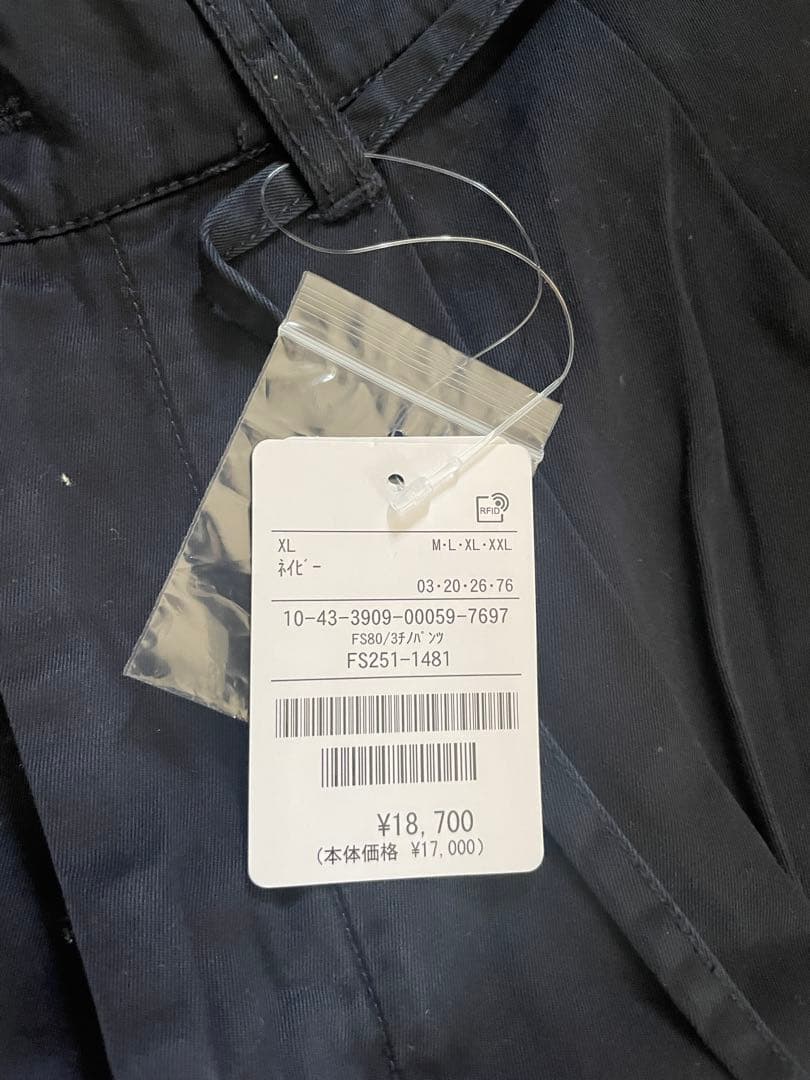 RFID
XL M・L・XL・XXL
ﾈｲﾋﾞｰ
03・20・26・76
10-43-3909-00059-7697
FS80/3ﾁﾉﾊﾟﾝﾂ
FS251-1481
¥18,700
(本体価格 ¥17,000)